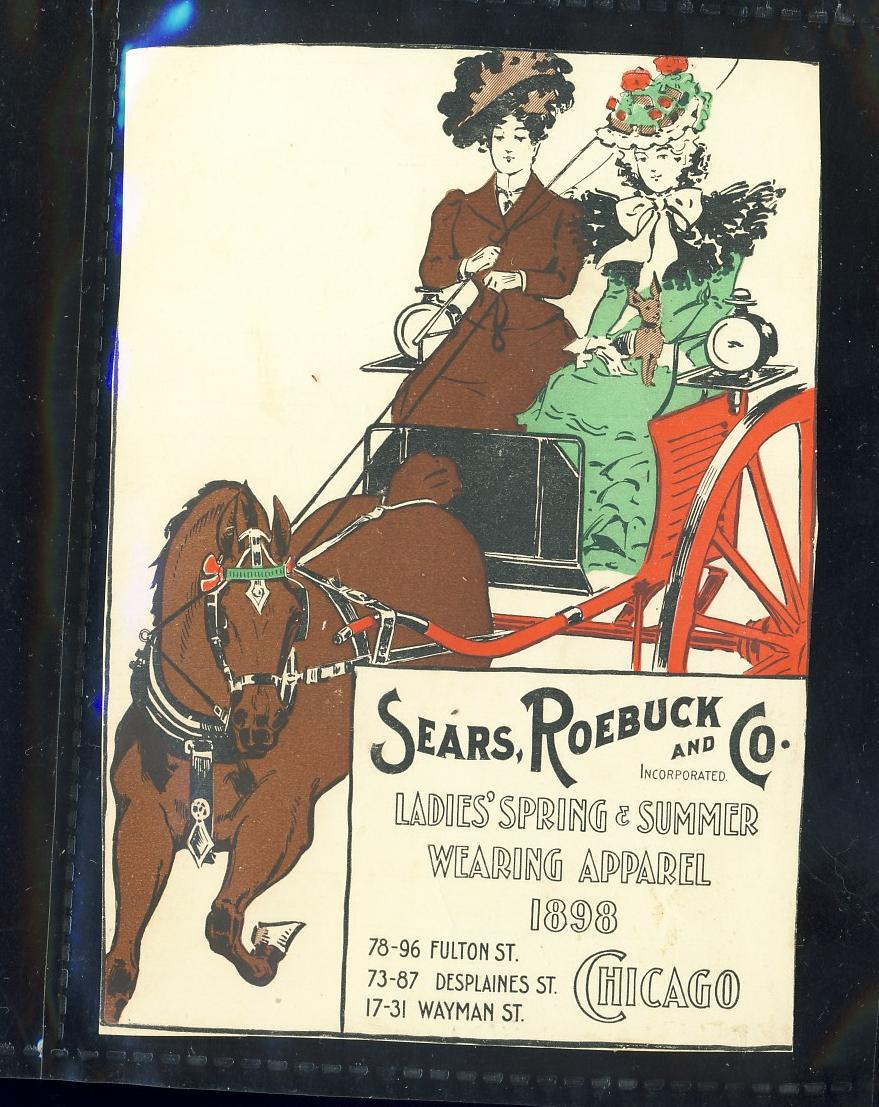 SEARS, ROEBUCK AND CO.
INCORPORATED.
LADIES' SPRING & SUMMER
WEARING APPAREL
1898
78-96 FULTON ST.
73-87 DESPLAINES ST.
17-31 WAYMAN ST.
CHICAGO